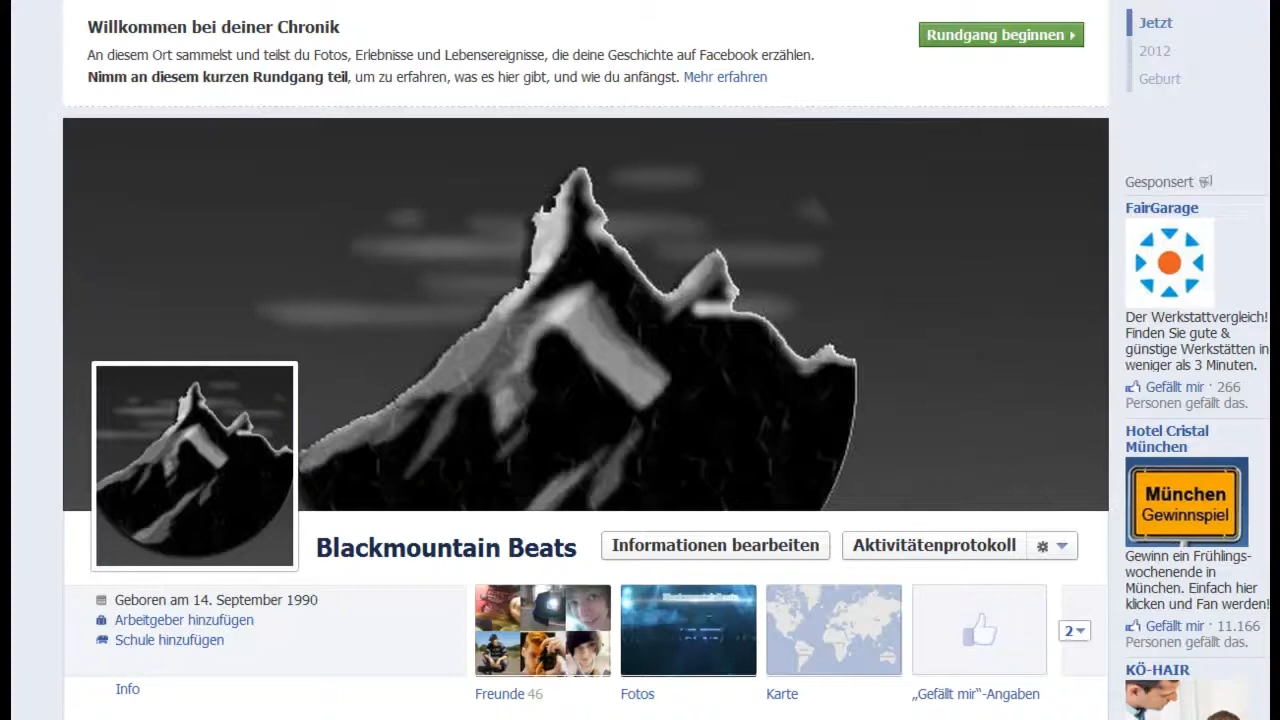 Willkommen bei deiner Chronik
An diesem Ort sammelst und teilst du Fotos, Erlebnisse und Lebensereignisse, die deine Geschichte auf Facebook erzählen.
Nimm an diesem kurzen Rundgang teil, um zu erfahren, was es hier gibt, und wie du anfängst. Mehr erfahren
Rundgang beginnen
Jetzt
2012
Geburt
Blackmountain Beats
Informationen bearbeiten
Aktivitätenprotokoll
Geboren am 14. September 1990
Arbeitgeber hinzufügen
Schule hinzufügen
Info
Freunde 46
Fotos
Karte
„Gefällt mir“-Angaben
2
Gesponsert
FairGarage
Der Werkstattvergleich!
Finden Sie gute &
günstige Werkstätten in
weniger als 3 Minuten.
Gefällt mir · 266
Personen gefällt das.
Hotel Cristal
München
München
Gewinnspiel
Gewinn ein Frühlings-
wochenende in
München. Einfach hier
klicken und Fan werden!
Gefällt mir · 11.166
Personen gefällt das.
KÖ-HAIR